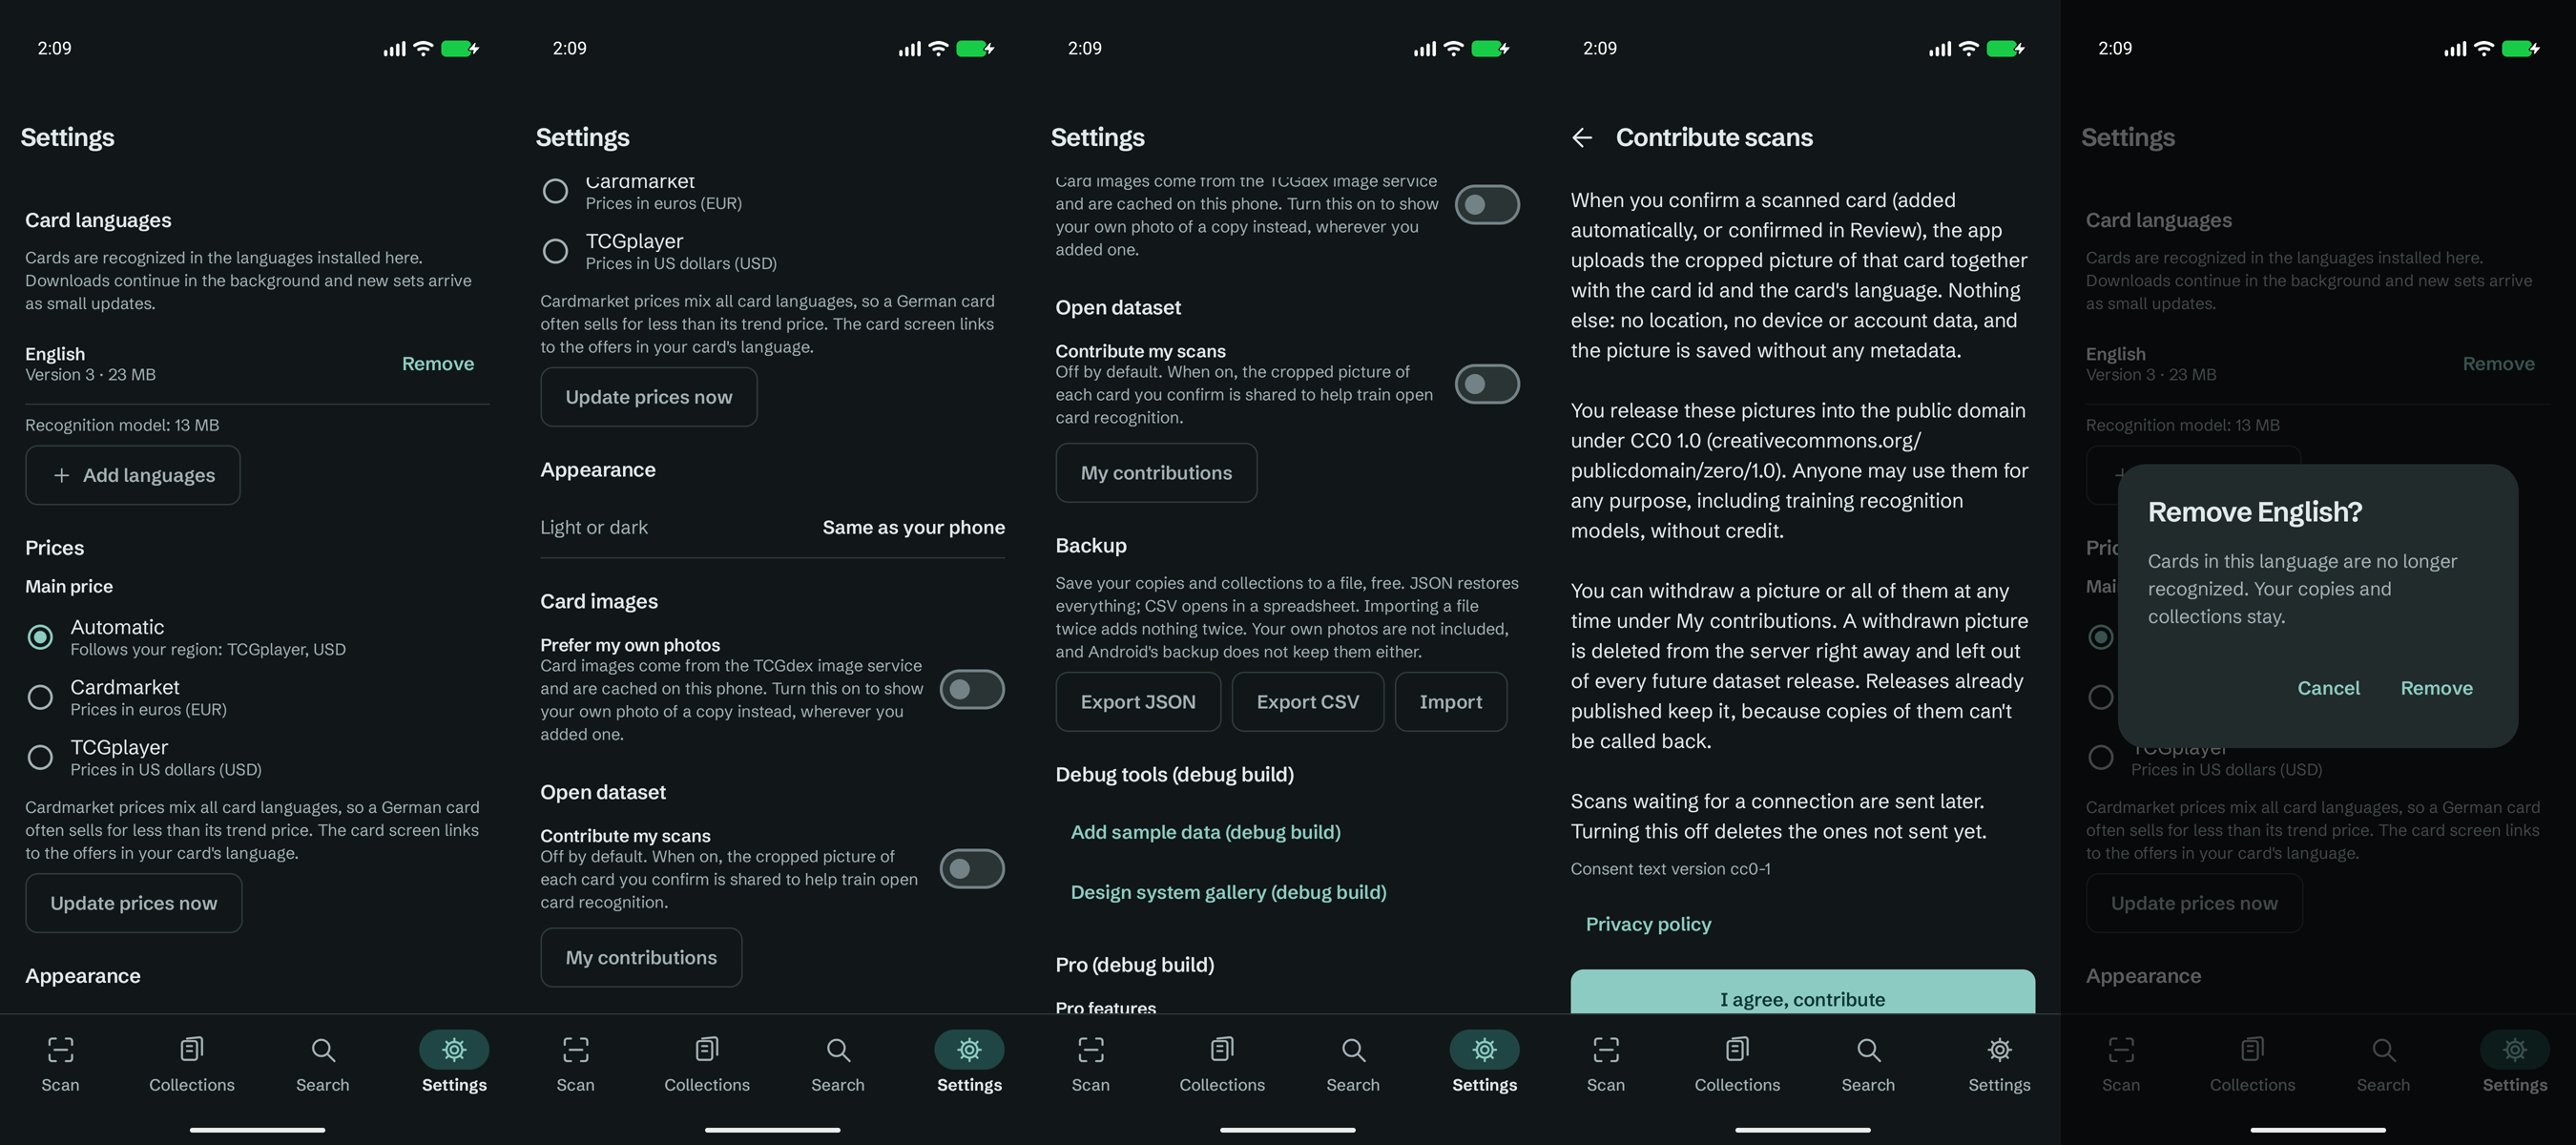 2:09
Settings
Card languages
Cards are recognized in the languages installed here.
Downloads continue in the background and new sets arrive
as small updates.
English
Version 3 · 23 MB
Remove
Recognition model: 13 MB
+ Add languages
Prices
Main price
Automatic
Follows your region: TCGplayer, USD
Cardmarket
Prices in euros (EUR)
TCGplayer
Prices in US dollars (USD)
Cardmarket prices mix all card languages, so a German card
often sells for less than its trend price. The card screen links
to the offers in your card's language.
Update prices now
Appearance
Scan
Collections
Search
Settings
2:09
Settings
Cardmarket
Prices in euros (EUR)
TCGplayer
Prices in US dollars (USD)
Cardmarket prices mix all card languages, so a German card
often sells for less than its trend price. The card screen links
to the offers in your card's language.
Update prices now
Appearance
Light or dark
Same as your phone
Card images
Prefer my own photos
Card images come from the TCGdex image service
and are cached on this phone. Turn this on to show
your own photo of a copy instead, wherever you
added one.
Open dataset
Contribute my scans
Off by default. When on, the cropped picture of
each card you confirm is shared to help train open
card recognition.
My contributions
Scan
Collections
Search
Settings
2:09
Settings
Card images come from the TCGdex image service
and are cached on this phone. Turn this on to show
your own photo of a copy instead, wherever you
added one.
Open dataset
Contribute my scans
Off by default. When on, the cropped picture of
each card you confirm is shared to help train open
card recognition.
My contributions
Backup
Save your copies and collections to a file, free. JSON restores
everything; CSV opens in a spreadsheet. Importing a file
twice adds nothing twice. Your own photos are not included,
and Android's backup does not keep them either.
Export JSON
Export CSV
Import
Debug tools (debug build)
Add sample data (debug build)
Design system gallery (debug build)
Pro (debug build)
Pro features
Scan
Collections
Search
Settings
2:09
Contribute scans
When you confirm a scanned card (added
automatically, or confirmed in Review), the app
uploads the cropped picture of that card together
with the card id and the card's language. Nothing
else: no location, no device or account data, and
the picture is saved without any metadata.
You release these pictures into the public domain
under CC0 1.0 (creativecommons.org/
publicdomain/zero/1.0). Anyone may use them for
any purpose, including training recognition
models, without credit.
You can withdraw a picture or all of them at any
time under My contributions. A withdrawn picture
is deleted from the server right away and left out
of every future dataset release. Releases already
published keep it, because copies of them can't
be called back.
Scans waiting for a connection are sent later.
Turning this off deletes the ones not sent yet.
Consent text version cc0-1
Privacy policy
I agree, contribute
Scan
Collections
Search
Settings
2:09
Settings
Card languages
Cards are recognized in the languages installed here.
Downloads continue in the background and new sets arrive
as small updates.
English
Version 3 · 23 MB
Remove
Recognition model: 13 MB
Remove English?
Cards in this language are no longer
recognized. Your copies and
collections stay.
Cancel
Remove
TCGplayer
Prices in US dollars (USD)
Cardmarket prices mix all card languages, so a German card
often sells for less than its trend price. The card screen links
to the offers in your card's language.
Update prices now
Appearance
Scan
Collections
Search
Settings